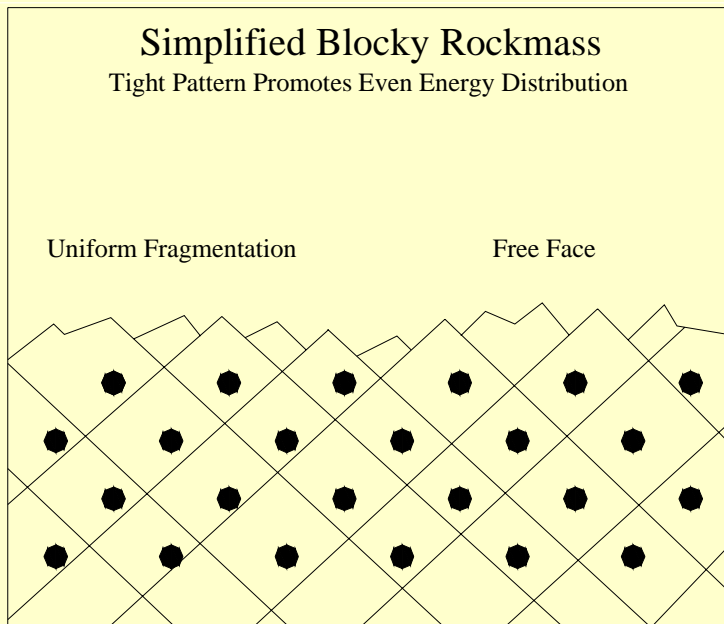 Simplified Blocky Rockmass
Tight Pattern Promotes Even Energy Distribution
Uniform Fragmentation
Free Face